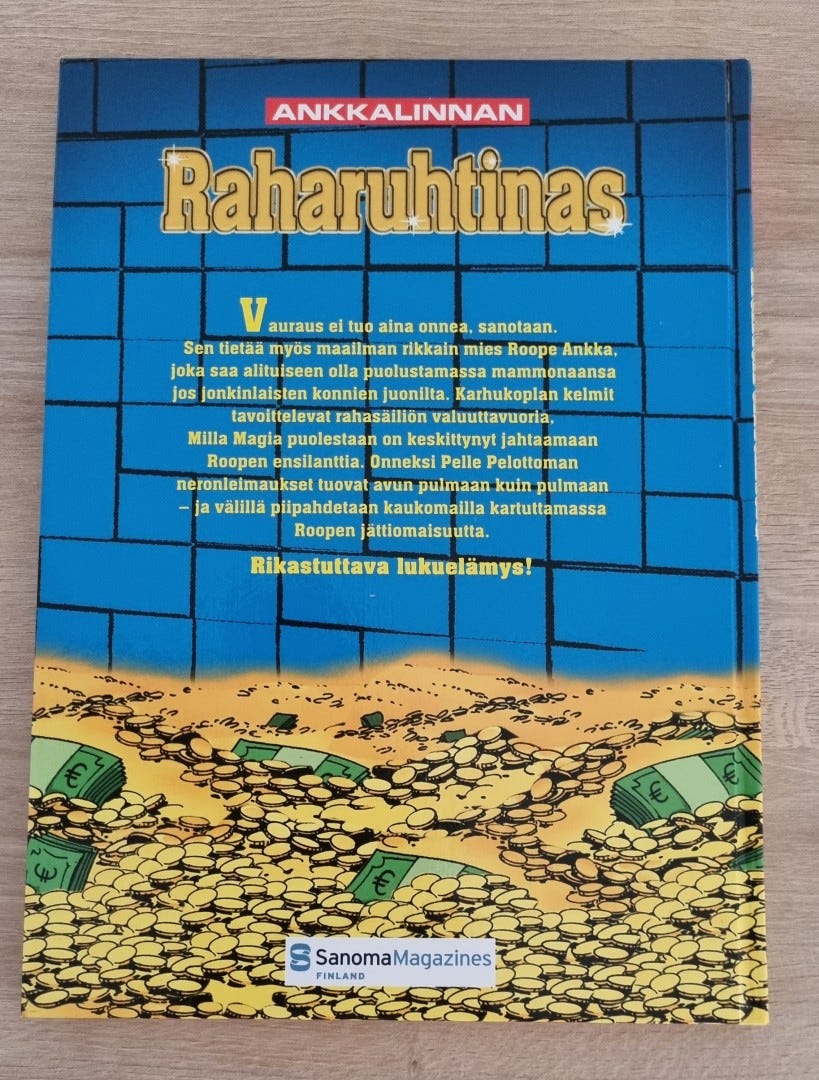 ANKKALINNAN
Raharuhtinas
Vauraus ei tuo aina onnea, sanotaan.
Sen tietää myös maailman rikkain mies Roope Ankka,
joka saa alituiseen olla puolustamassa mammonaansa
jos jonkinlaisten konnien juonilta. Karhukoplan kelmit
tavoittelevat rahasäiliön valuuttavuoria,
Milla Magia puolestaan on keskittynyt jahtaamaan
Roopen ensilanttia. Onneksi Pelle Pelottoman
neronleimaukset tuovat avun pulmaan kuin pulmaan
– ja välillä piipahdetaan kaukomailla kartuttamassa
Roopen jättiomaisuutta.
Rikastuttava lukuelämys!
€
€
€
€
SanomaMagazines
FINLAND